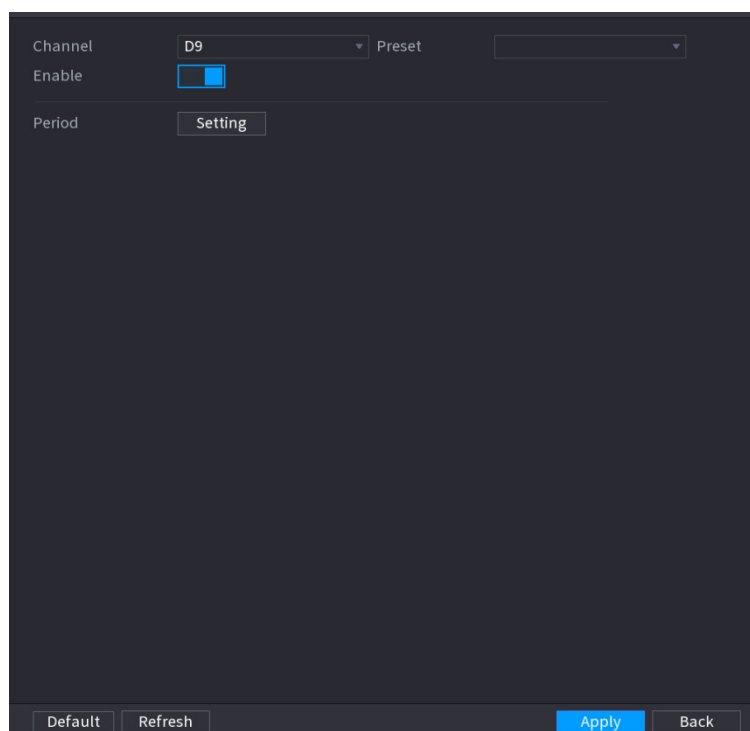 Channel D9 Preset
Enable
Period Setting
Default Refresh Apply Back